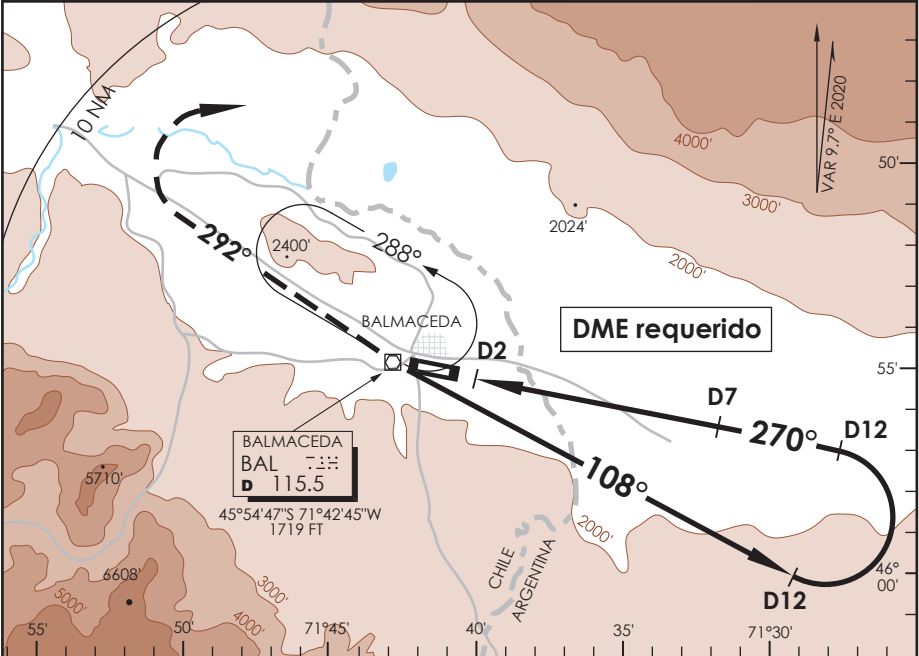 10 NM
4000'
VAR 9.7° E 2020
50'
3000'
2024'
292°
2400'
288°
2000'
BALMACEDA
DME requerido
D2
55'
D7
270°
D12
BALMACEDA
BAL
D 115.5
45°54'47"S 71°42'45"W
1719 FT
5710'
108°
2000'
CHILE
ARGENTINA
46°
00'
6608'
5000'
3000'
4000'
D12
55'
50'
71°45'
40'
35'
71°30'